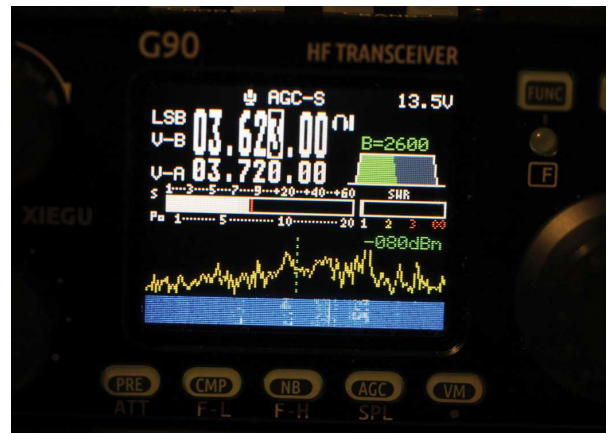 G90 HF TRANSCEIVER
AGC-S 13.5V
LSB
V-B 03.623.00
B=2600
V-A 03.720.00
S 1---3---5---7---9---+20--+40--+60 SWR
Po 1········5··········10··········20 1 2 3 ∞
-080dBm
XIEGU
FUNC
F
PRE CMP NB AGC VM
ATT F-L F-H SPL